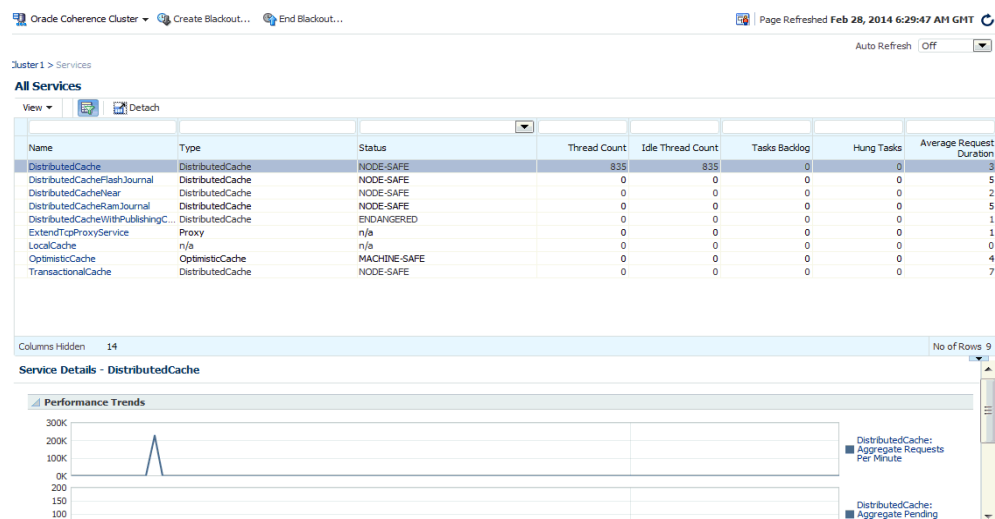 Oracle Coherence Cluster Create Blackout... End Blackout... Page Refreshed Feb 28, 2014 6:29:47 AM GMT
Auto Refresh Off
Cluster1 > Services
All Services
View Detach
Name Type Status Thread Count Idle Thread Count Tasks Backlog Hung Tasks Average Request Duration
DistributedCache DistributedCache NODE-SAFE 835 835 0 0 3
DistributedCacheFlashJournal DistributedCache NODE-SAFE 0 0 0 0 5
DistributedCacheNear DistributedCache NODE-SAFE 0 0 0 0 2
DistributedCacheRamJournal DistributedCache NODE-SAFE 0 0 0 0 5
DistributedCacheWithPublishingC... DistributedCache ENDANGERED 0 0 0 0 1
ExtendTcpProxyService Proxy n/a 0 0 0 0 1
LocalCache n/a n/a 0 0 0 0 0
OptimisticCache OptimisticCache MACHINE-SAFE 0 0 0 0 4
TransactionalCache DistributedCache NODE-SAFE 0 0 0 0 7
Columns Hidden 14 No of Rows 9
Service Details - DistributedCache
Performance Trends
300K
200K
100K
0K
DistributedCache:
Aggregate Requests
Per Minute
200
150
100
DistributedCache:
Aggregate Pending